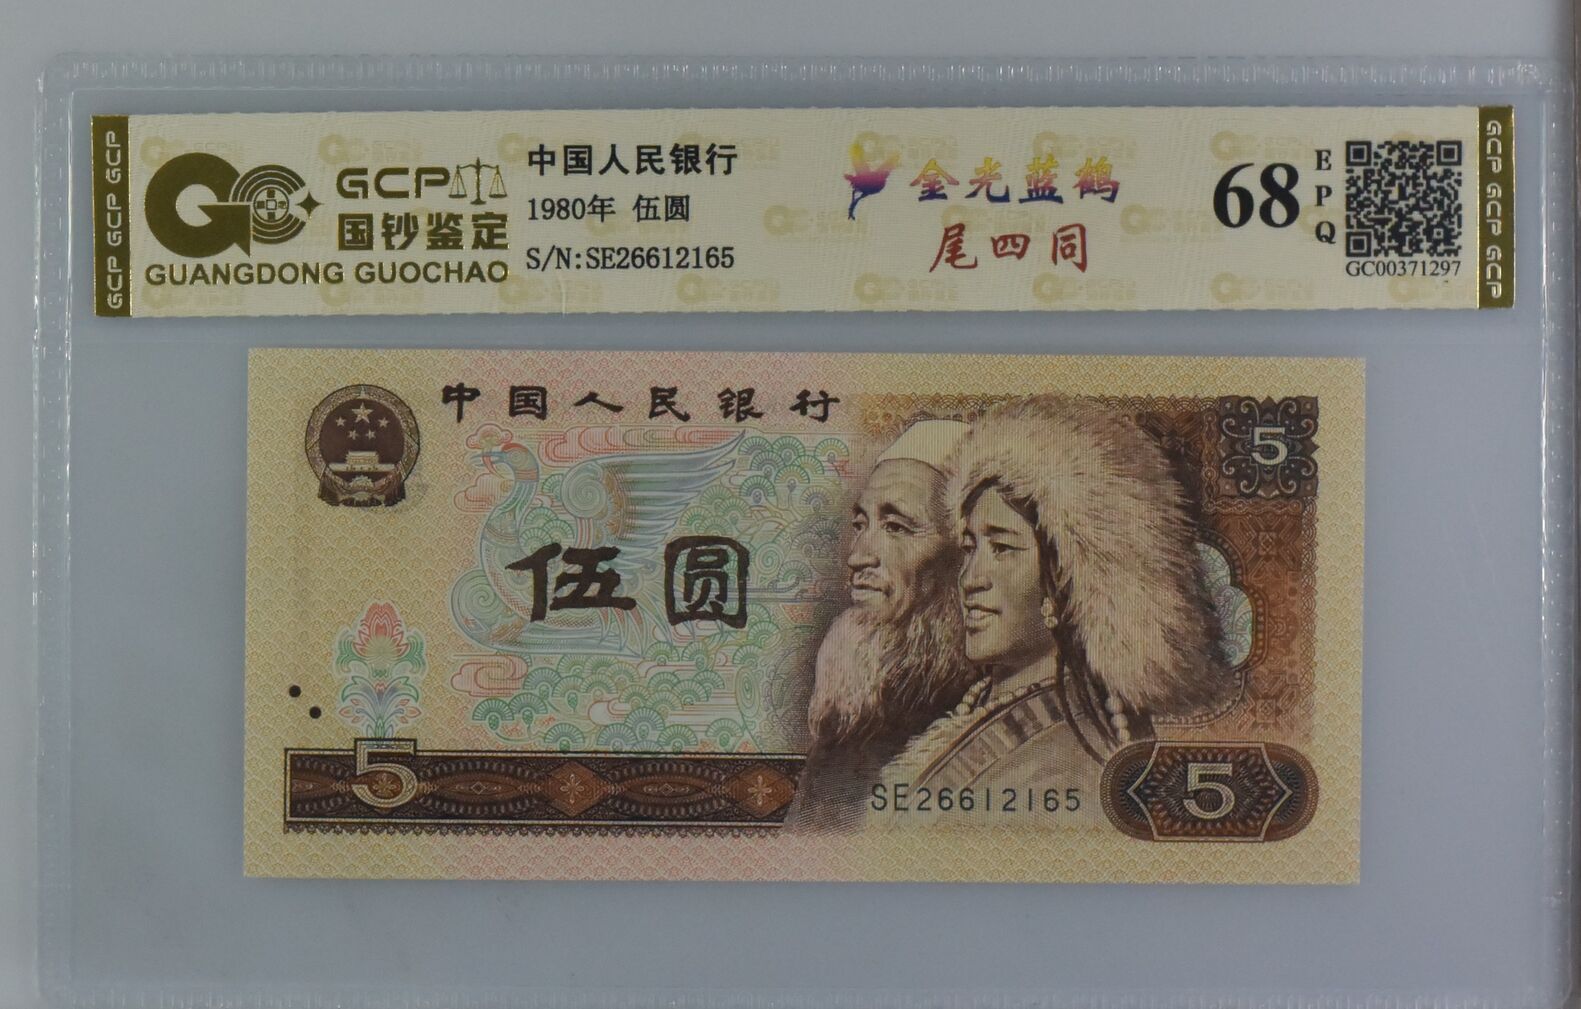 GCP GCP GCP
GCP
国钞鉴定
GUANGDONG GUOCHAO
中国人民银行
1980年 伍圆
S/N:SE26612165
金光蓝鹤
尾四同
68
EPQ
GC00371297
GCP GCP GCP
中国人民银行
5
伍圆
5
SE26612165
5